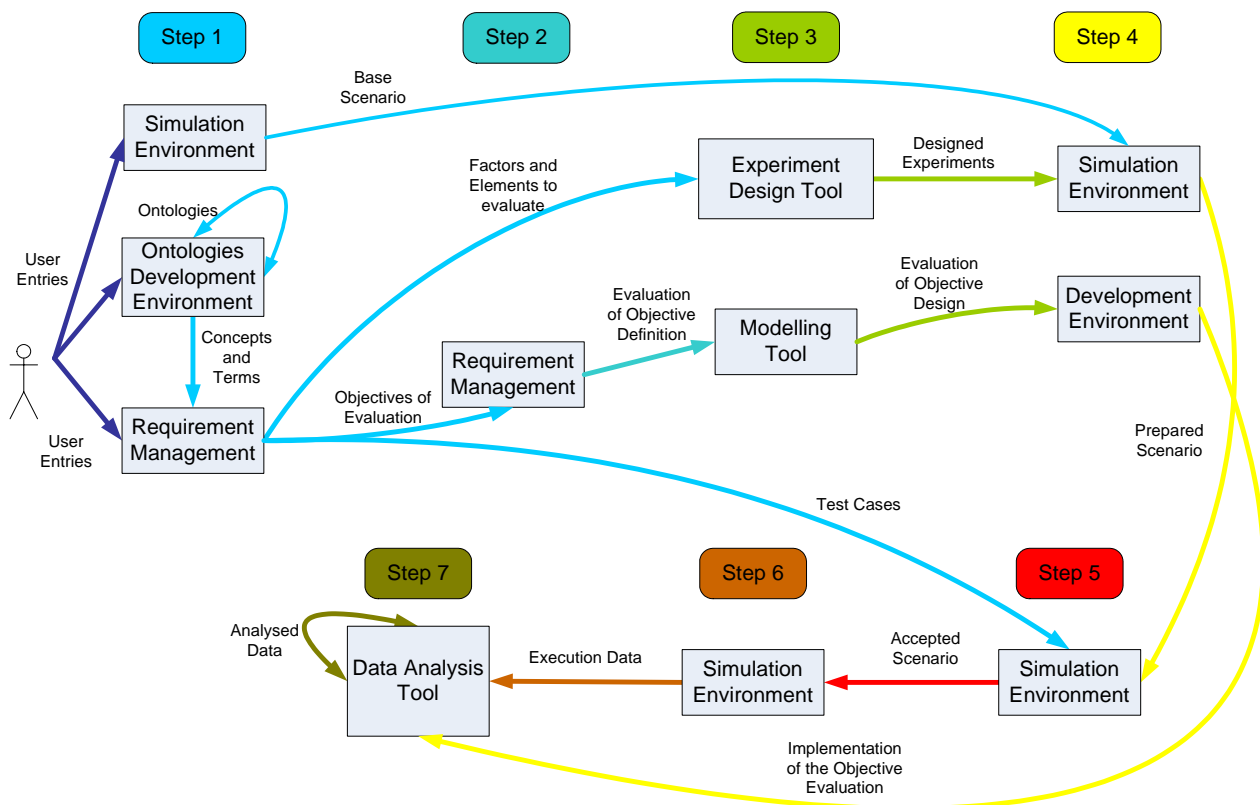 Step 1
Step 2
Step 3
Step 4
Base
Scenario
Simulation
Environment
Factors and
Elements to
evaluate
Experiment
Design Tool
Designed
Experiments
Simulation
Environment
Ontologies
User
Entries
Ontologies
Development
Environment
Evaluation
of Objective
Definition
Modelling
Tool
Evaluation
of Objective
Design
Development
Environment
Concepts
and
Terms
Requirement
Management
Objectives of
Evaluation
User
Entries
Requirement
Management
Prepared
Scenario
Test Cases
Step 7
Step 6
Step 5
Analysed
Data
Data Analysis
Tool
Execution Data
Simulation
Environment
Accepted
Scenario
Simulation
Environment
Implementation
of the Objective
Evaluation